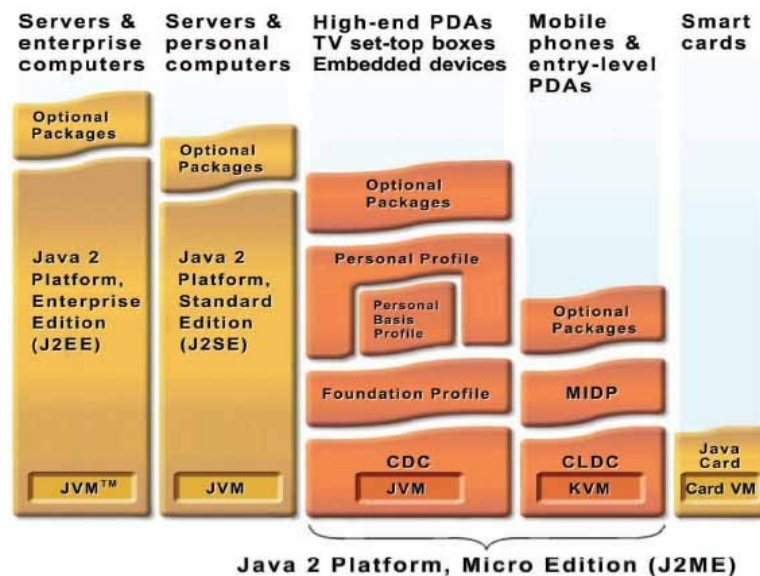 Servers &
enterprise
computers
Servers &
personal
computers
High-end PDAs
TV set-top boxes
Embedded devices
Mobile
phones &
entry-level
PDAs
Smart
cards
Optional
Packages
Java 2
Platform,
Enterprise
Edition
(J2EE)
JVM™
Optional
Packages
Java 2
Platform,
Standard
Edition
(J2SE)
JVM
Optional
Packages
Personal Profile
Personal
Basis
Profile
Foundation Profile
CDC
JVM
Optional
Packages
MIDP
CLDC
KVM
Java
Card
Card VM
Java 2 Platform, Micro Edition (J2ME)